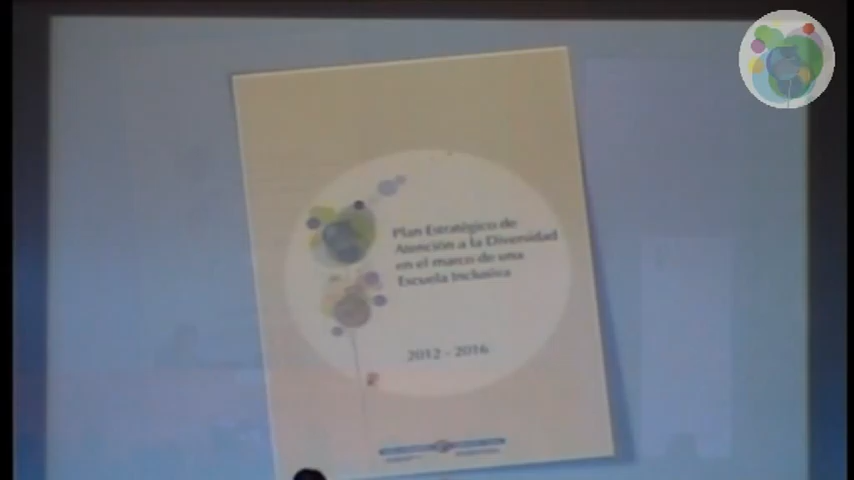 Plan Estratégico de
Atención a la Diversidad
en el marco de una
Escuela Inclusiva
2012 - 2016